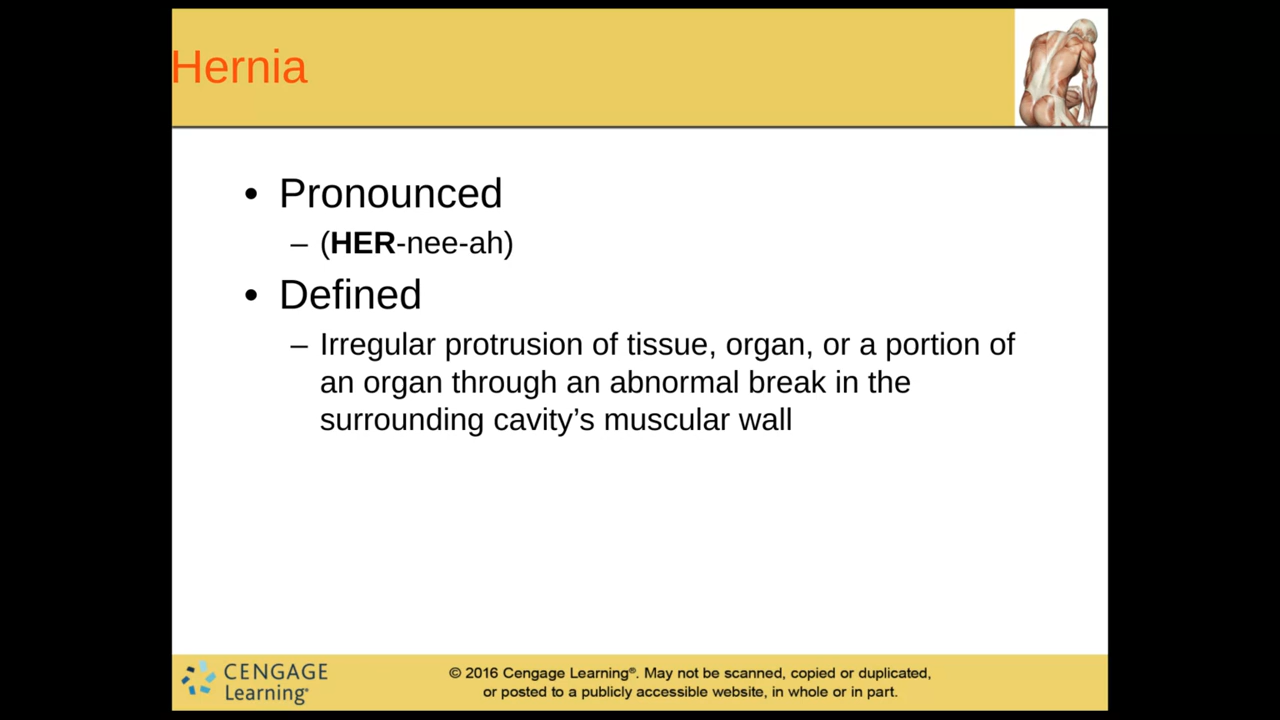 Hernia
• Pronounced
– (HER-nee-ah)
• Defined
– Irregular protrusion of tissue, organ, or a portion of
an organ through an abnormal break in the
surrounding cavity’s muscular wall
CENGAGE
Learning®
© 2016 Cengage Learning®. May not be scanned, copied or duplicated,
or posted to a publicly accessible website, in whole or in part.